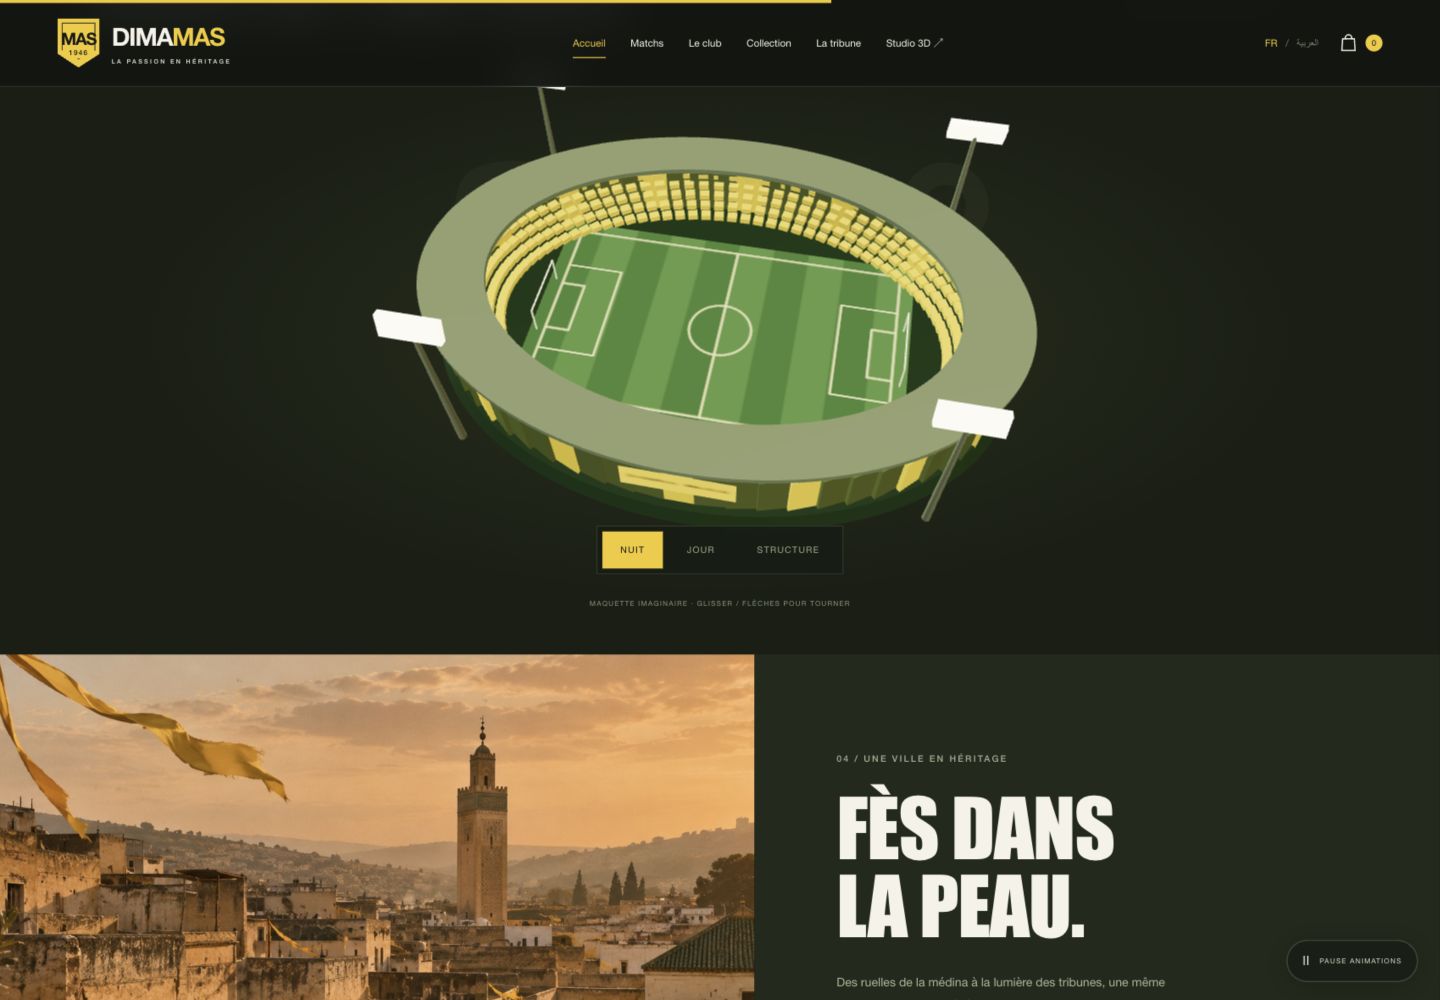 MAS
1946
DIMAMAS
LA PASSION EN HÉRITAGE
Accueil
Matchs
Le club
Collection
La tribune
Studio 3D ↗
FR / العربية
0
NUIT
JOUR
STRUCTURE
MAQUETTE IMAGINAIRE · GLISSER / FLÈCHES POUR TOURNER
04 / UNE VILLE EN HÉRITAGE
FÈS DANS
LA PEAU.
Des ruelles de la médina à la lumière des tribunes, une même
PAUSE ANIMATIONS